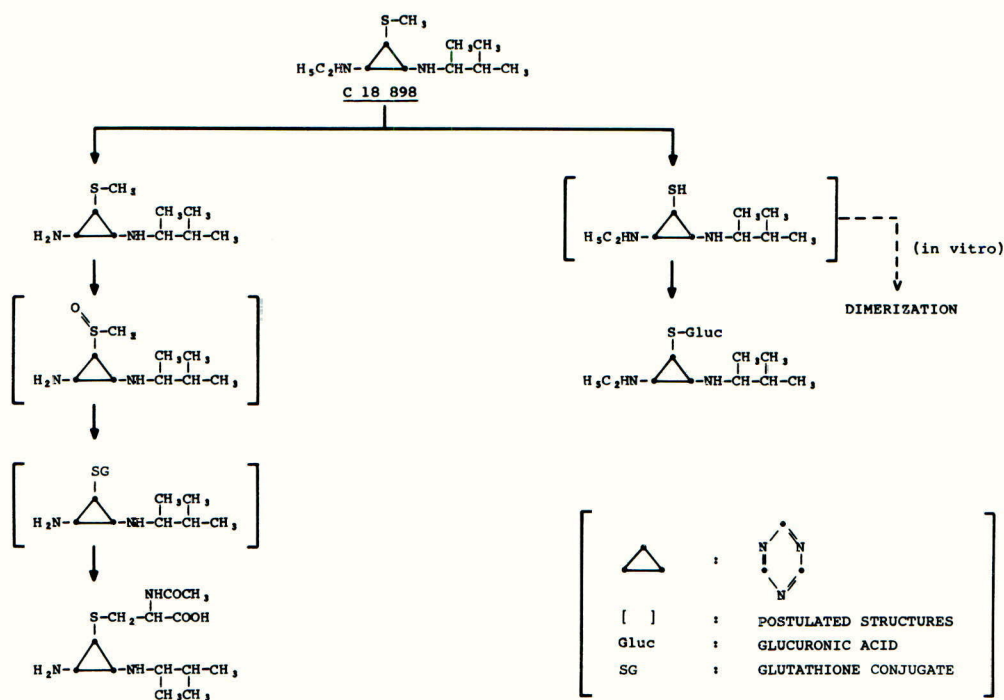 S-CH₃
CH₃CH₃
H₅C₂HN- -NH-CH-CH-CH₃
C 18 898
S-CH₂
CH₃CH₃
H₂N- -NH-CH-CH-CH₃
SH
CH₃CH₃
H₅C₂HN- -NH-CH-CH-CH₃
(in vitro)
DIMERIZATION
O
S-CH₂
CH₃CH₃
H₂N- -NH-CH-CH-CH₃
S-Gluc
CH₃CH₃
H₅C₂HN- -NH-CH-CH-CH₃
SG
CH₃CH₃
H₂N- -NH-CH-CH-CH₃
NHCOCH₃
S-CH₂-CH-COOH
H₂N- -NH-CH-CH-CH₃
CH₃CH₃
: N N N
[ ] : POSTULATED STRUCTURES
Gluc : GLUCURONIC ACID
SG : GLUTATHIONE CONJUGATE